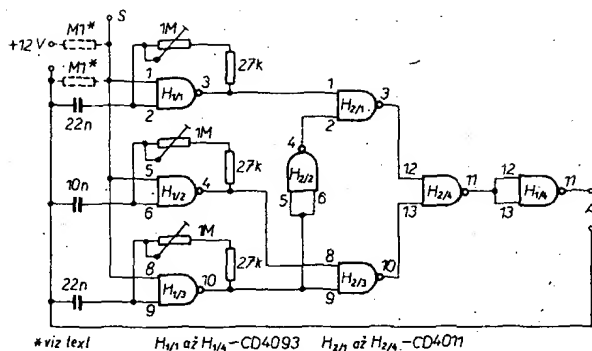 +12 V
M1*
S
M1*
1M
27k
1
2
H1/1
3
22n
1
2
H2/1
3
1M
27k
5
6
H1/2
4
10n
4
H2/2
5
6
12
13
H2/4
11
12
13
H1/4
11
A
1M
27k
8
9
H1/3
10
22n
8
9
H2/3
10
*viz text
H1/1 až H1/4 – CD4093
H2/1 až H2/4 – CD4011